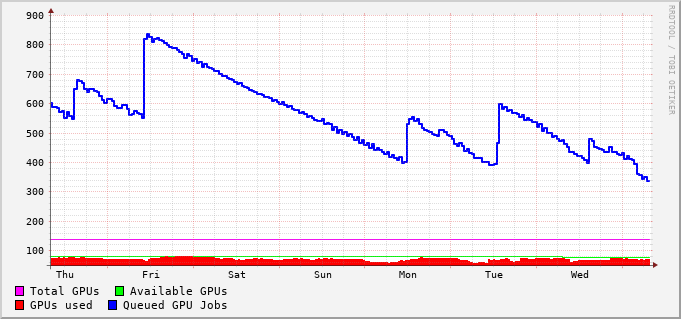 900
800
700
600
500
400
300
200
100
Thu Fri Sat Sun Mon Tue Wed
Total GPUs Available GPUs
GPUs used Queued GPU Jobs
RRDTOOL / TOBI OETIKER